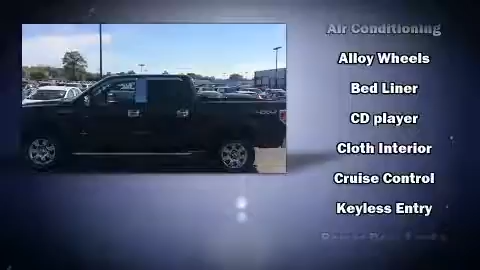 Air Conditioning
Alloy Wheels
Bed Liner
CD player
Cloth Interior
Cruise Control
Keyless Entry